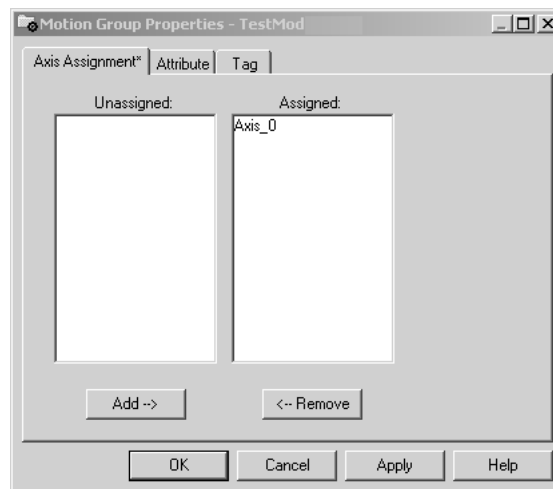 Motion Group Properties - TestMod
Axis Assignment* Attribute Tag
Unassigned: Assigned:
Axis_0
Add --> <-- Remove
OK Cancel Apply Help